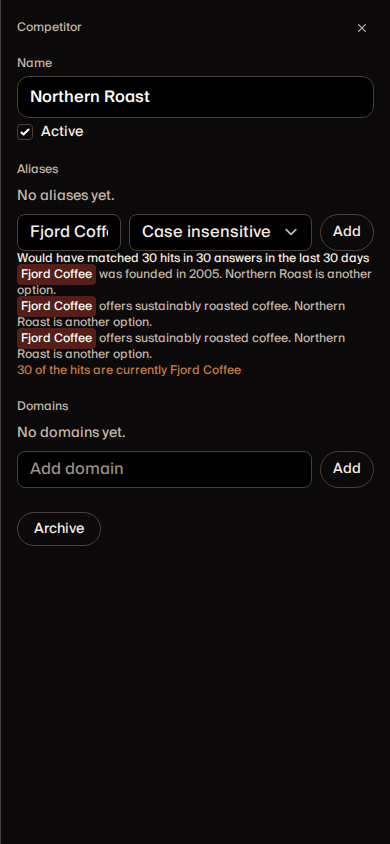 Competitor
Name
Northern Roast
Active
Aliases
No aliases yet.
Fjord Coff
Case insensitive
Add
Would have matched 30 hits in 30 answers in the last 30 days
Fjord Coffee was founded in 2005. Northern Roast is another
option.
Fjord Coffee offers sustainably roasted coffee. Northern
Roast is another option.
Fjord Coffee offers sustainably roasted coffee. Northern
Roast is another option.
30 of the hits are currently Fjord Coffee
Domains
No domains yet.
Add domain
Add
Archive